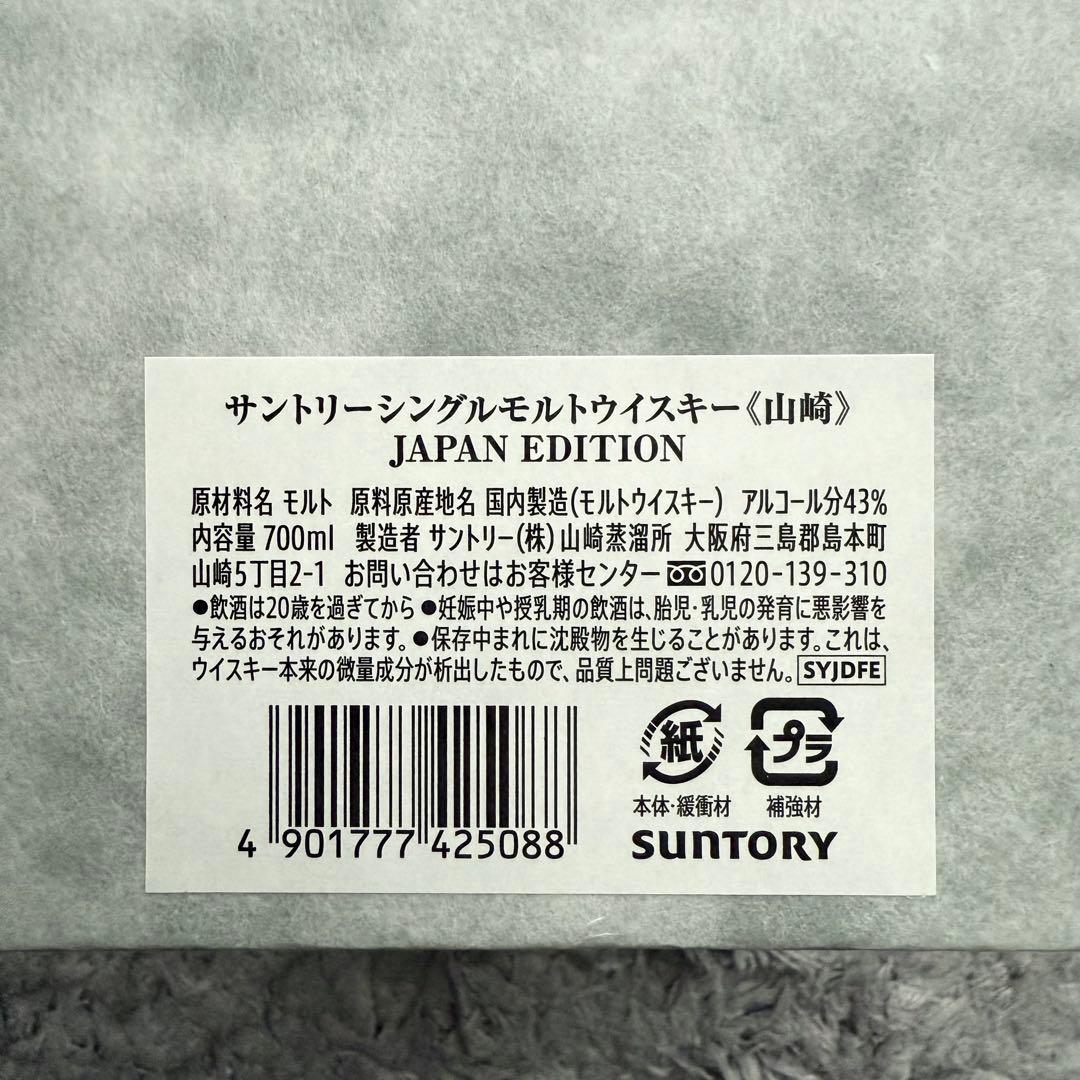 サントリーシングルモルトウイスキー《山崎》
JAPAN EDITION
原材料名 モルト 原料原産地名 国内製造(モルトウイスキー) アルコール分43%
内容量 700ml 製造者 サントリー(株)山崎蒸溜所 大阪府三島郡島本町
山崎5丁目2-1 お問い合わせはお客様センター 0120-139-310
●飲酒は20歳を過ぎてから ●妊娠中や授乳期の飲酒は、胎児・乳児の発育に悪影響を
与えるおそれがあります。●保存中まれに沈殿物を生じることがあります。これは、
ウイスキー本来の微量成分が析出したもので、品質上問題ございません。 SYJDFE
紙 プラ
本体・緩衝材 補強材
4 901777 425088
SUNTORY